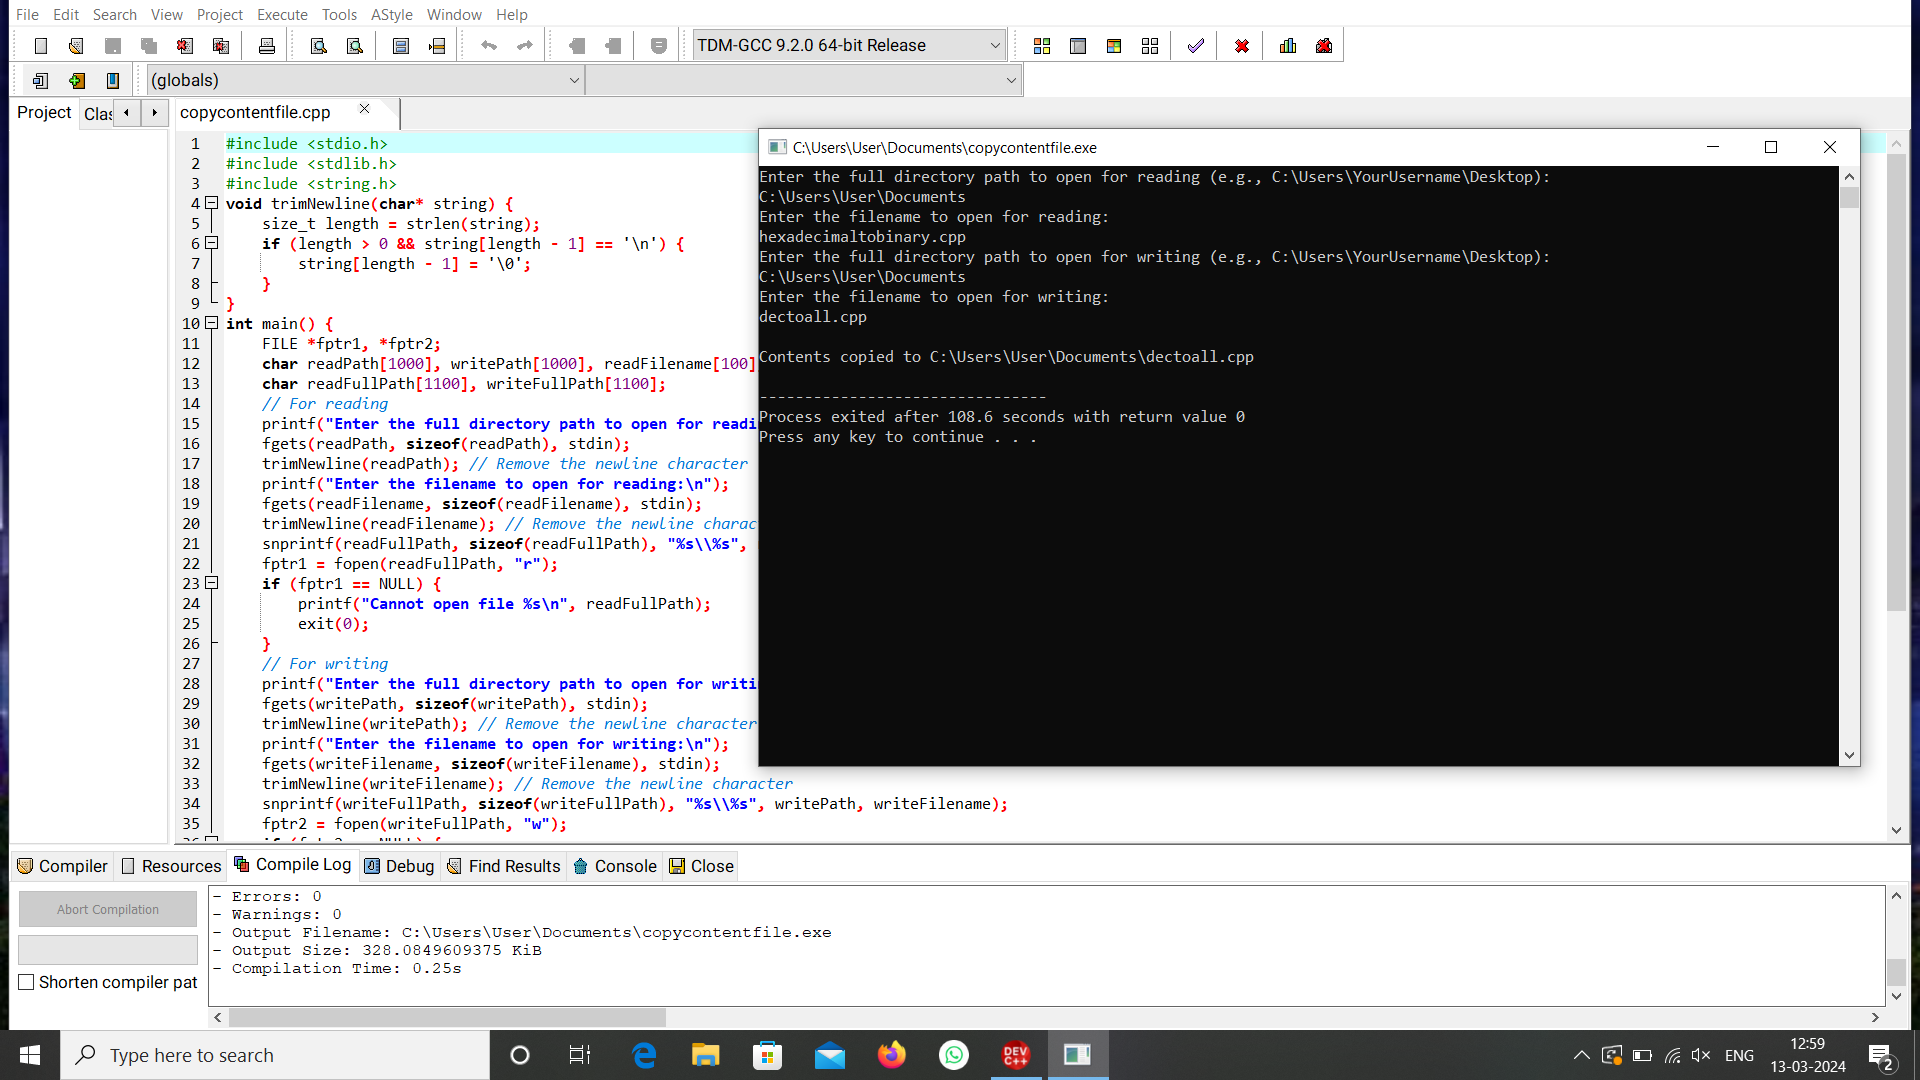 File Edit Search View Project Execute Tools AStyle Window Help
TDM-GCC 9.2.0 64-bit Release
(globals)
Project Clas
copycontentfile.cpp
1 #include <stdio.h>
2 #include <stdlib.h>
3 #include <string.h>
4 void trimNewline(char* string) {
5 size_t length = strlen(string);
6 if (length > 0 && string[length - 1] == '\n') {
7 string[length - 1] = '\0';
8 }
9 }
10 int main() {
11 FILE *fptr1, *fptr2;
12 char readPath[1000], writePath[1000], readFilename[100]
13 char readFullPath[1100], writeFullPath[1100];
14 // For reading
15 printf("Enter the full directory path to open for readi
16 fgets(readPath, sizeof(readPath), stdin);
17 trimNewline(readPath); // Remove the newline character
18 printf("Enter the filename to open for reading:\n");
19 fgets(readFilename, sizeof(readFilename), stdin);
20 trimNewline(readFilename); // Remove the newline charac
21 snprintf(readFullPath, sizeof(readFullPath), "%s\\%s",
22 fptr1 = fopen(readFullPath, "r");
23 if (fptr1 == NULL) {
24 printf("Cannot open file %s\n", readFullPath);
25 exit(0);
26 }
27 // For writing
28 printf("Enter the full directory path to open for writi
29 fgets(writePath, sizeof(writePath), stdin);
30 trimNewline(writePath); // Remove the newline character
31 printf("Enter the filename to open for writing:\n");
32 fgets(writeFilename, sizeof(writeFilename), stdin);
33 trimNewline(writeFilename); // Remove the newline character
34 snprintf(writeFullPath, sizeof(writeFullPath), "%s\\%s", writePath, writeFilename);
35 fptr2 = fopen(writeFullPath, "w");
C:\Users\User\Documents\copycontentfile.exe
Enter the full directory path to open for reading (e.g., C:\Users\YourUsername\Desktop):
C:\Users\User\Documents
Enter the filename to open for reading:
hexadecimaltobinary.cpp
Enter the full directory path to open for writing (e.g., C:\Users\YourUsername\Desktop):
C:\Users\User\Documents
Enter the filename to open for writing:
dectoall.cpp
Contents copied to C:\Users\User\Documents\dectoall.cpp
--------------------------------
Process exited after 108.6 seconds with return value 0
Press any key to continue . . .
Compiler Resources Compile Log Debug Find Results Console Close
Abort Compilation
Shorten compiler pat
- Errors: 0
- Warnings: 0
- Output Filename: C:\Users\User\Documents\copycontentfile.exe
- Output Size: 328.0849609375 KiB
- Compilation Time: 0.25s
Type here to search
DEV C++
ENG
12:59
13-03-2024
2